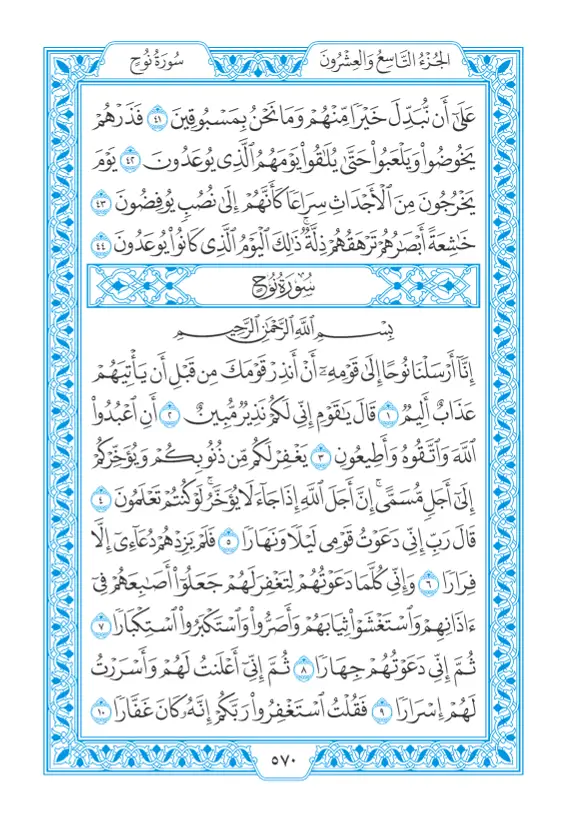 الجُزْءُ التَّاسِعُ وَالعِشْرُونَ
سُورَةُ نُوحٍ
عَلَىٰٓ أَن نُّبَدِّلَ خَيْرًا مِّنْهُمْ وَمَا نَحْنُ بِمَسْبُوقِينَ ٤١ فَذَرْهُمْ
يَخُوضُوا۟ وَيَلْعَبُوا۟ حَتَّىٰ يُلَٰقُوا۟ يَوْمَهُمُ ٱلَّذِى يُوعَدُونَ ٤٢ يَوْمَ
يَخْرُجُونَ مِنَ ٱلْأَجْدَاثِ سِرَاعًا كَأَنَّهُمْ إِلَىٰ نُصُبٍ يُوفِضُونَ ٤٣
خَٰشِعَةً أَبْصَٰرُهُمْ تَرْهَقُهُمْ ذِلَّةٌۚ ذَٰلِكَ ٱلْيَوْمُ ٱلَّذِى كَانُوا۟ يُوعَدُونَ ٤٤
سُورَةُ نُوحٍ
بِسْمِ ٱللَّهِ ٱلرَّحْمَٰنِ ٱلرَّحِيمِ
إِنَّآ أَرْسَلْنَا نُوحًا إِلَىٰ قَوْمِهِۦٓ أَنْ أَنذِرْ قَوْمَكَ مِن قَبْلِ أَن يَأْتِيَهُمْ
عَذَابٌ أَلِيمٌ ١ قَالَ يَٰقَوْمِ إِنِّى لَكُمْ نَذِيرٌ مُّبِينٌ ٢ أَنِ ٱعْبُدُوا۟
ٱللَّهَ وَٱتَّقُوهُ وَأَطِيعُونِ ٣ يَغْفِرْ لَكُم مِّن ذُنُوبِكُمْ وَيُؤَخِّرْكُمْ
إِلَىٰٓ أَجَلٍ مُّسَمًّىۚ إِنَّ أَجَلَ ٱللَّهِ إِذَا جَآءَ لَا يُؤَخَّرُۚ لَوْ كُنتُمْ تَعْلَمُونَ ٤
قَالَ رَبِّ إِنِّى دَعَوْتُ قَوْمِى لَيْلًا وَنَهَارًا ٥ فَلَمْ يَزِدْهُمْ دُعَآءِىٓ إِلَّا
فِرَارًا ٦ وَإِنِّى كُلَّمَا دَعَوْتُهُمْ لِتَغْفِرَ لَهُمْ جَعَلُوٓا۟ أَصَٰبِعَهُمْ فِىٓ
ءَاذَانِهِمْ وَٱسْتَغْشَوْا۟ ثِيَابَهُمْ وَأَصَرُّوا۟ وَٱسْتَكْبَرُوا۟ ٱسْتِكْبَارًا ٧
ثُمَّ إِنِّى دَعَوْتُهُمْ جِهَارًا ٨ ثُمَّ إِنِّىٓ أَعْلَنتُ لَهُمْ وَأَسْرَرْتُ
لَهُمْ إِسْرَارًا ٩ فَقُلْتُ ٱسْتَغْفِرُوا۟ رَبَّكُمْ إِنَّهُۥ كَانَ غَفَّارًا ١٠
٥٧٠